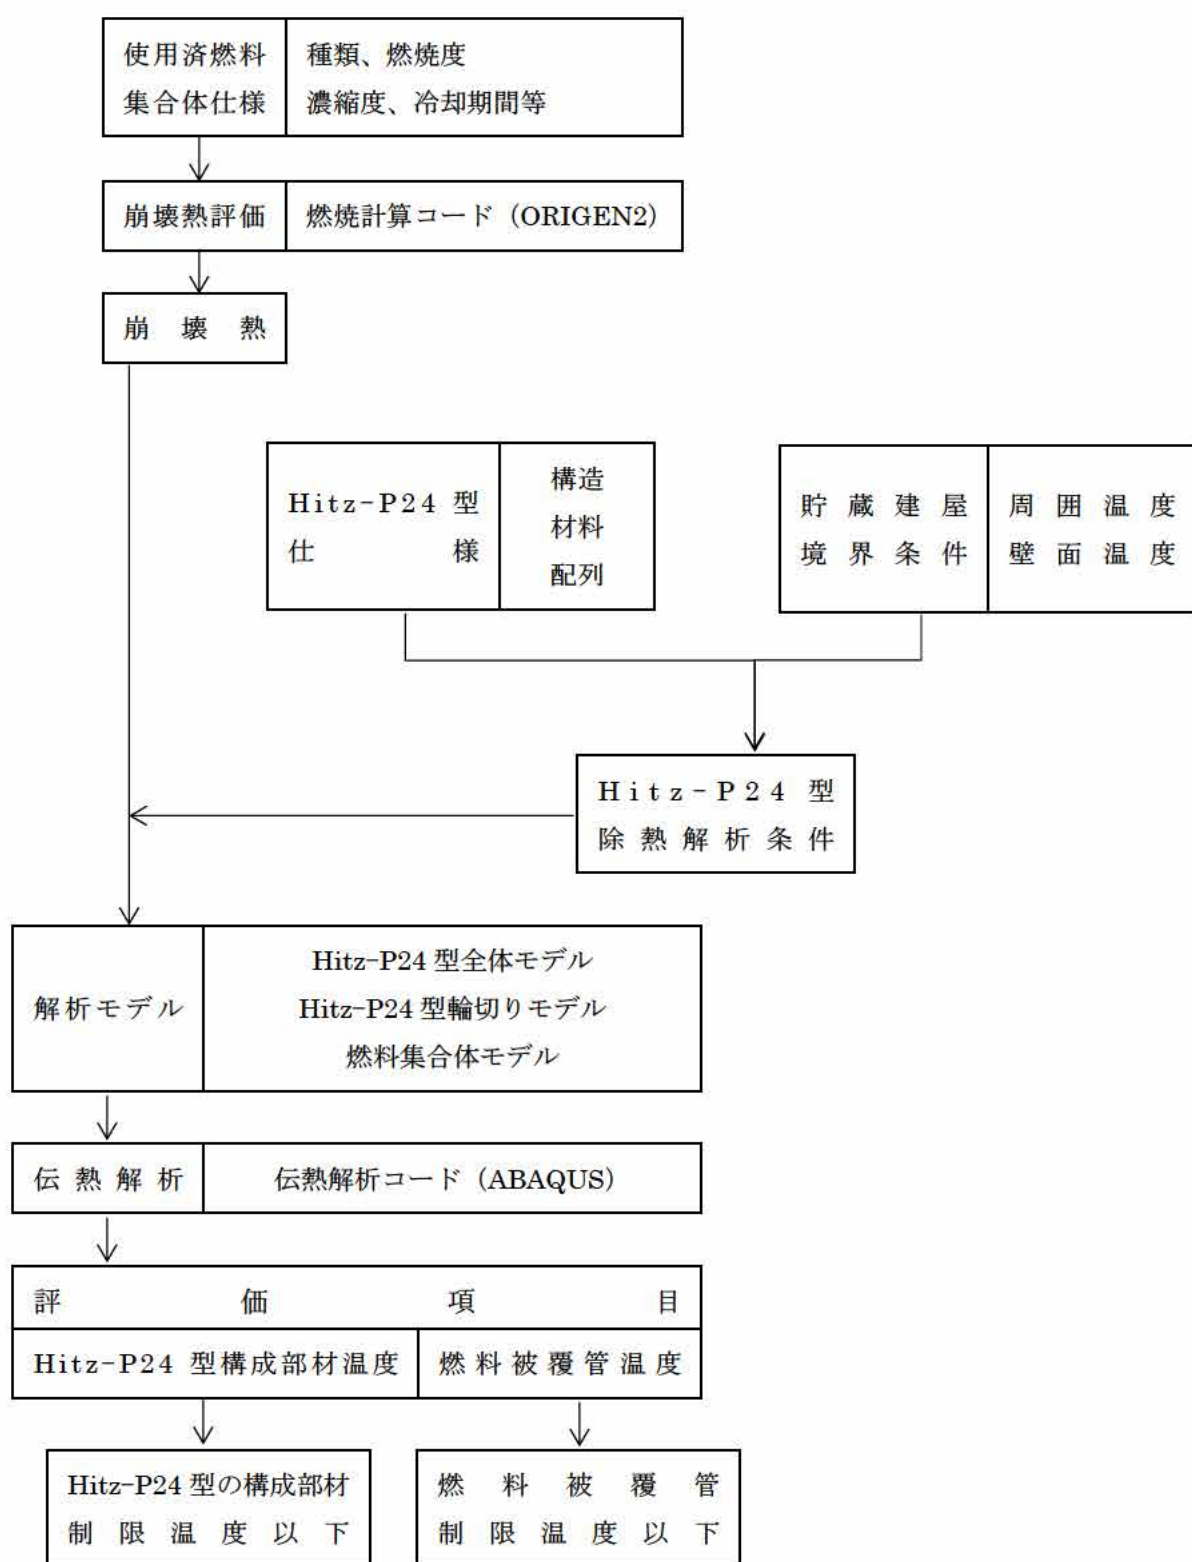 使用済燃料
集合体仕様
種類、燃焼度
濃縮度、冷却期間等
崩壊熱評価
燃焼計算コード（ORIGEN2）
崩壊熱
Hitz-P24 型
仕様
構造
材料
配列
貯蔵建屋
境界条件
周囲温度
壁面温度
Hitz-P24 型
除熱解析条件
解析モデル
Hitz-P24 型全体モデル
Hitz-P24 型輪切りモデル
燃料集合体モデル
伝熱解析
伝熱解析コード（ABAQUS）
評価項目
Hitz-P24 型構成部材温度
燃料被覆管温度
Hitz-P24 型の構成部材
制限温度以下
燃料被覆管
制限温度以下